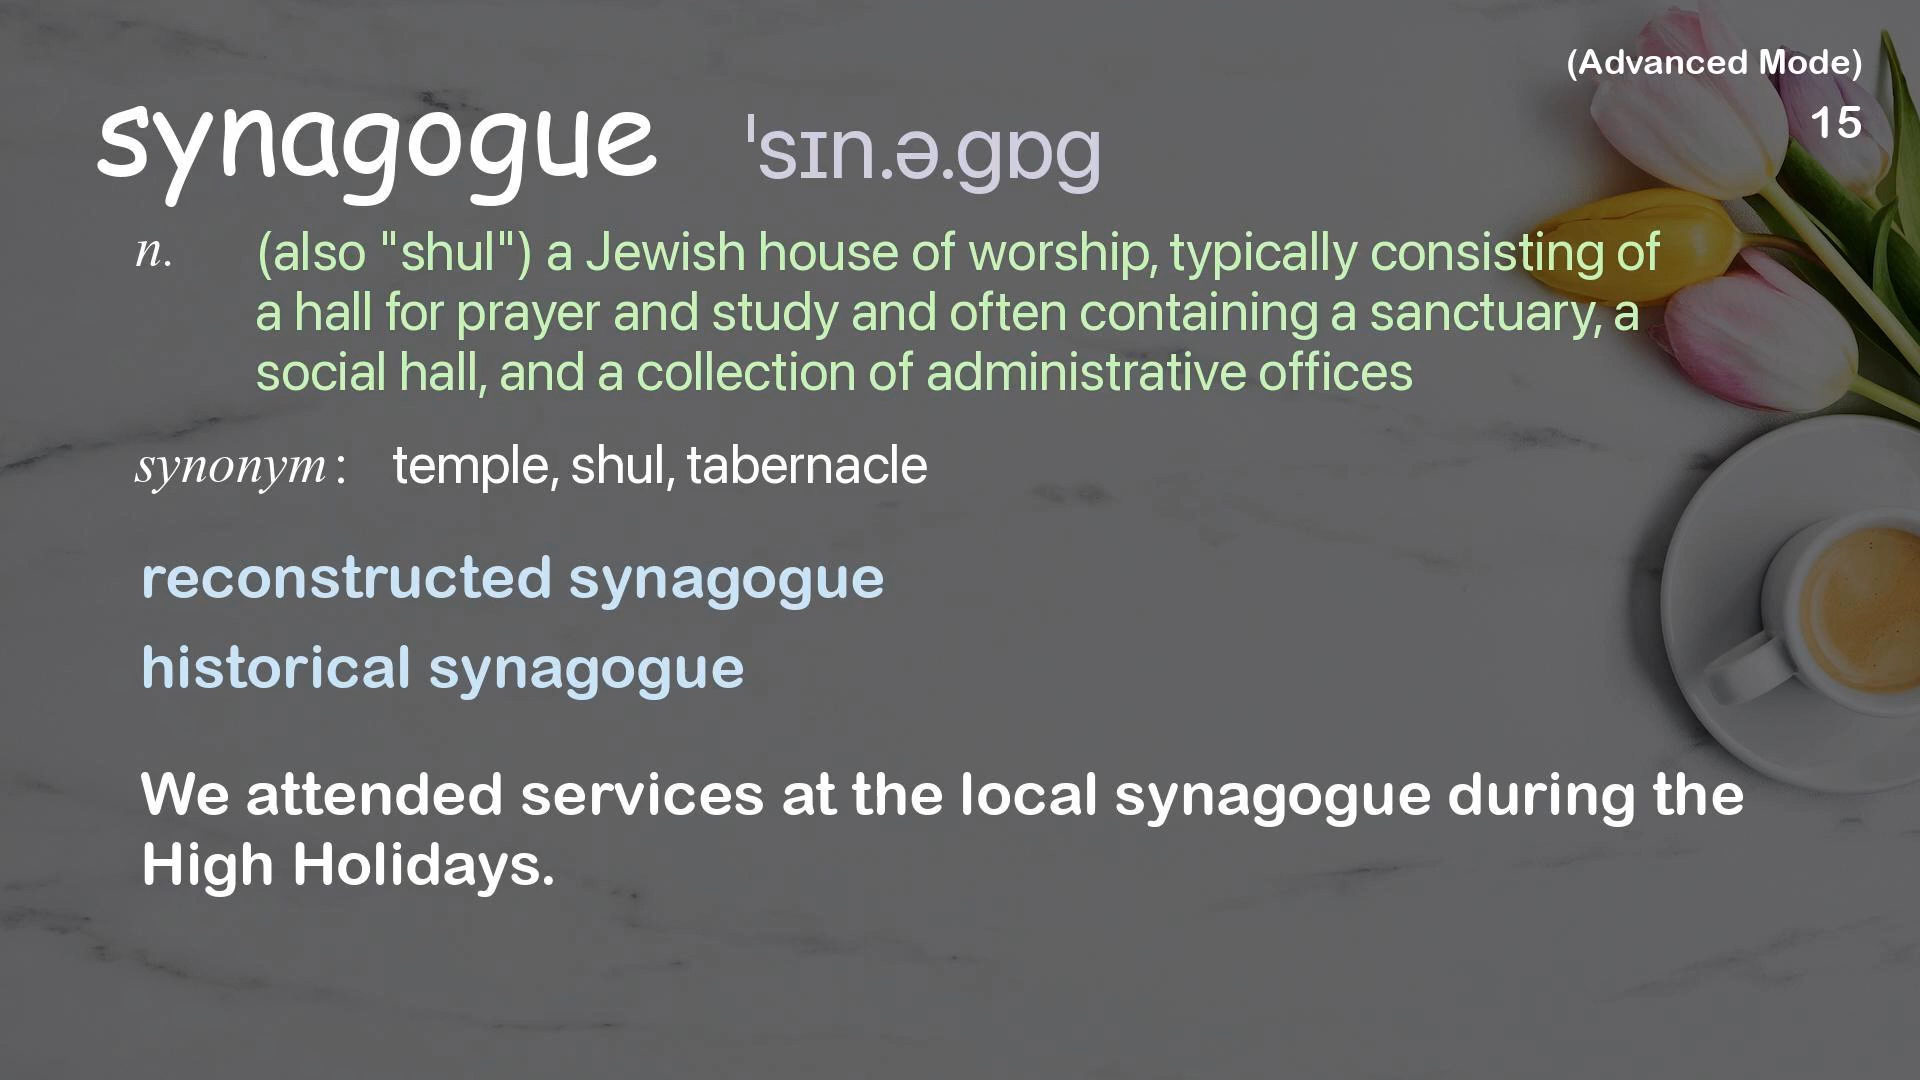 (Advanced Mode)
15
synagogue ˈsɪn.ə.gɒg
n. (also "shul") a Jewish house of worship, typically consisting of
a hall for prayer and study and often containing a sanctuary, a
social hall, and a collection of administrative offices
synonym: temple, shul, tabernacle
reconstructed synagogue
historical synagogue
We attended services at the local synagogue during the
High Holidays.